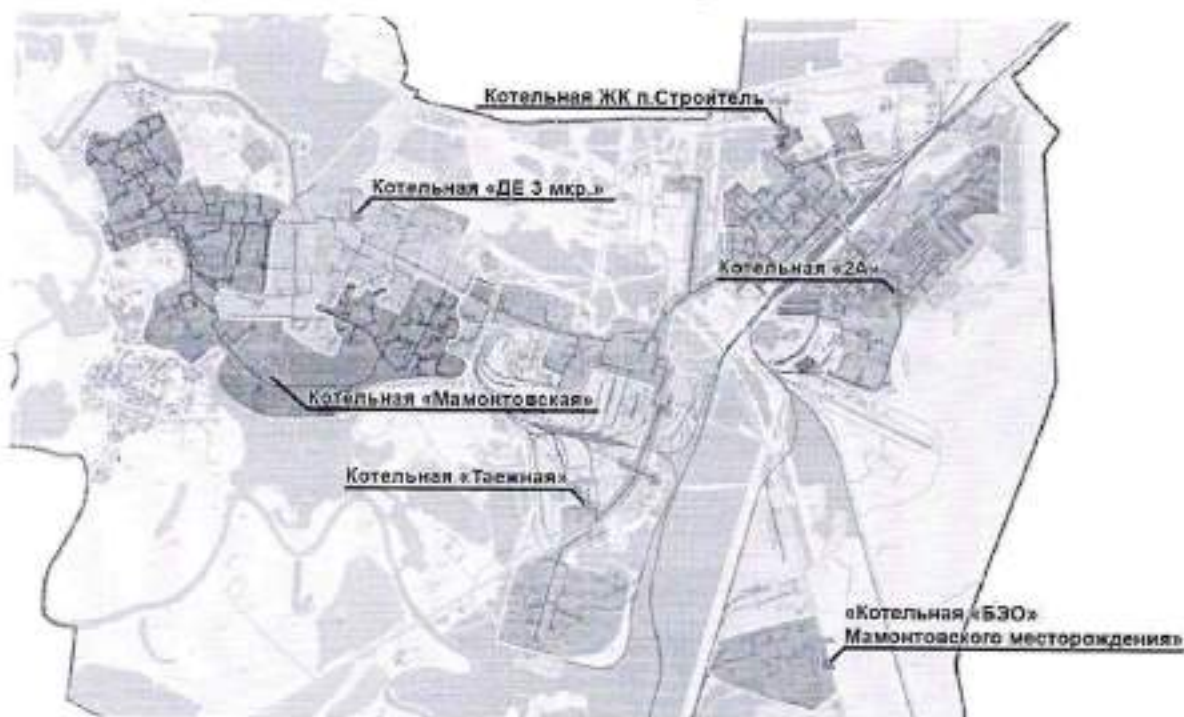 Котельная ЖК п.Строитель
Котельная «ДЕ 3 мкр.»
Котельная «2А»
Котельная «Мамонтовская»
Котельная «Таежная»
«Котельная «БЗО»
Мамонтовского месторождения»